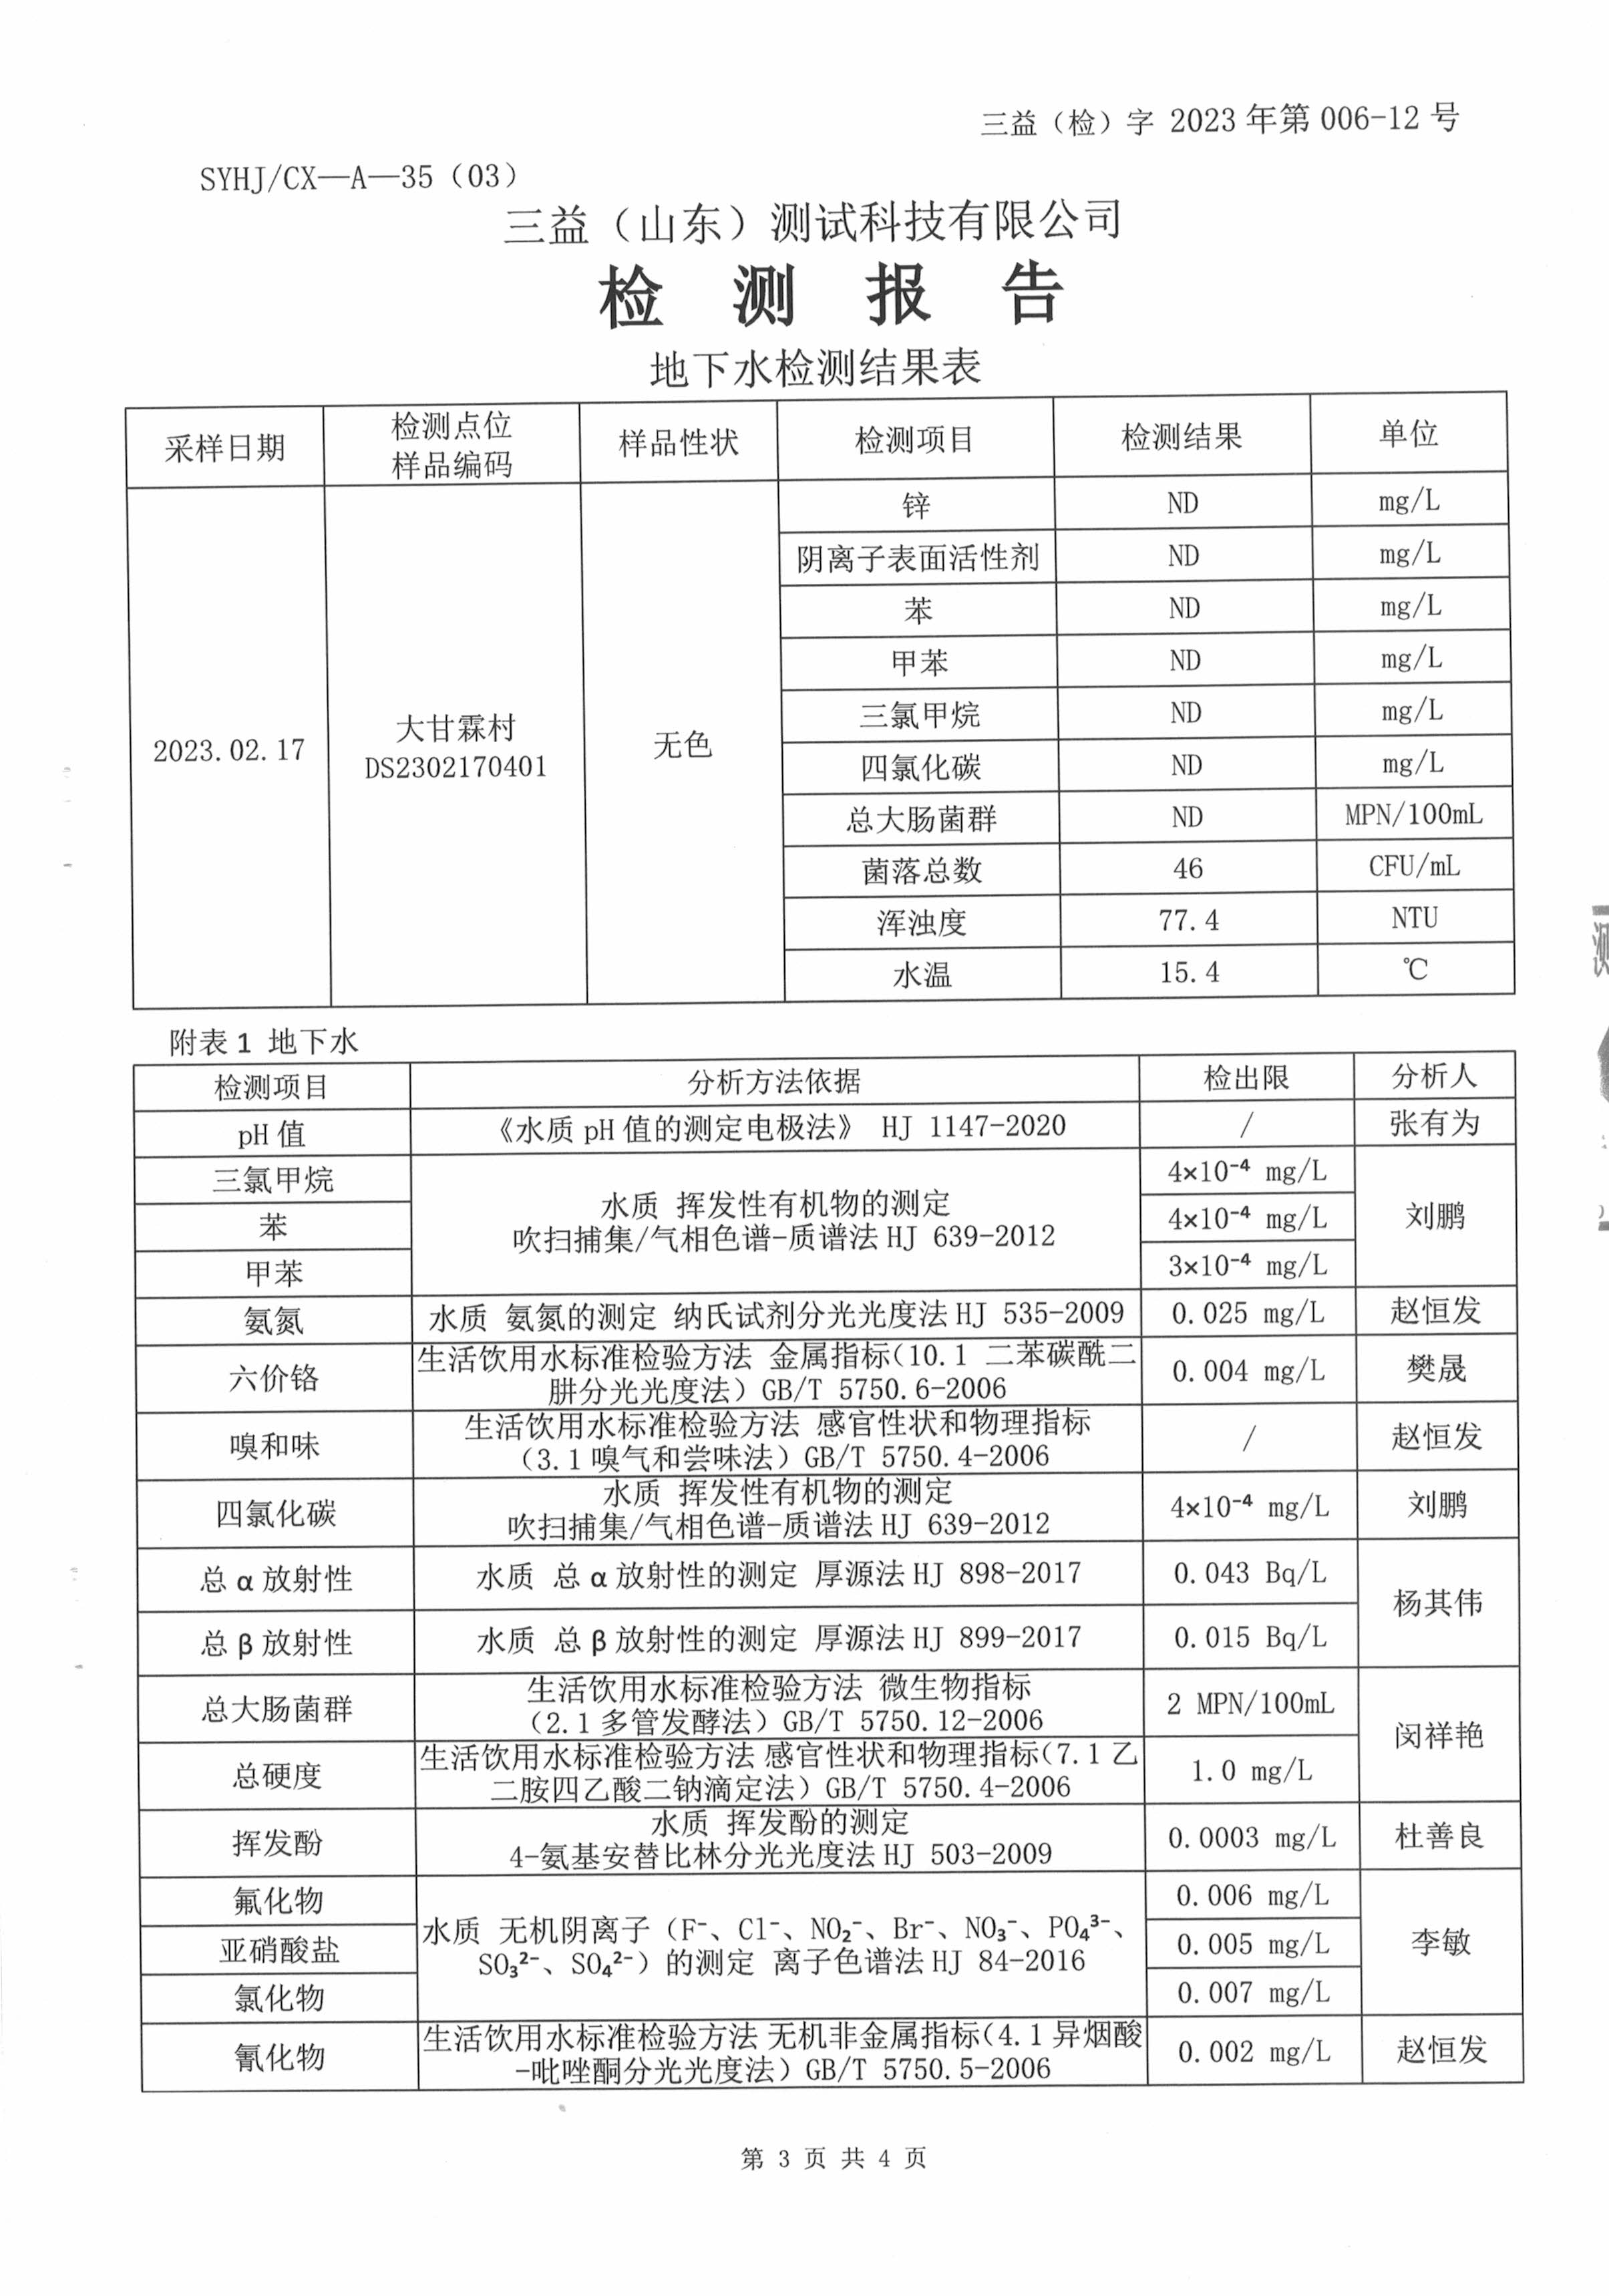 三益（检）字 2023 年第 006-12 号
SYHJ/CX—A—35（03）
三益（山东）测试科技有限公司
检 测 报 告
地下水检测结果表
采样日期 检测点位 样品编码 样品性状 检测项目 检测结果 单位
2023.02.17 大甘霖村 DS2302170401 无色
锌 ND mg/L
阴离子表面活性剂 ND mg/L
苯 ND mg/L
甲苯 ND mg/L
三氯甲烷 ND mg/L
四氯化碳 ND mg/L
总大肠菌群 ND MPN/100mL
菌落总数 46 CFU/mL
浑浊度 77.4 NTU
水温 15.4 ℃
附表 1 地下水
检测项目 分析方法依据 检出限 分析人
pH 值 《水质 pH 值的测定电极法》 HJ 1147-2020 / 张有为
三氯甲烷 4×10⁻⁴ mg/L
水质 挥发性有机物的测定
苯 4×10⁻⁴ mg/L 刘鹏
吹扫捕集/气相色谱-质谱法 HJ 639-2012
甲苯 3×10⁻⁴ mg/L
氨氮 水质 氨氮的测定 纳氏试剂分光光度法 HJ 535-2009 0.025 mg/L 赵恒发
生活饮用水标准检验方法 金属指标（10.1 二苯碳酰二
六价铬 0.004 mg/L 樊晟
肼分光光度法）GB/T 5750.6-2006
生活饮用水标准检验方法 感官性状和物理指标
嗅和味 / 赵恒发
（3.1 嗅气和尝味法）GB/T 5750.4-2006
水质 挥发性有机物的测定
四氯化碳 4×10⁻⁴ mg/L 刘鹏
吹扫捕集/气相色谱-质谱法 HJ 639-2012
总 α 放射性 水质 总 α 放射性的测定 厚源法 HJ 898-2017 0.043 Bq/L
杨其伟
总 β 放射性 水质 总 β 放射性的测定 厚源法 HJ 899-2017 0.015 Bq/L
生活饮用水标准检验方法 微生物指标
总大肠菌群 2 MPN/100mL
（2.1 多管发酵法）GB/T 5750.12-2006
闵祥艳
生活饮用水标准检验方法 感官性状和物理指标（7.1 乙
总硬度 1.0 mg/L
二胺四乙酸二钠滴定法）GB/T 5750.4-2006
水质 挥发酚的测定
挥发酚 0.0003 mg/L 杜善良
4-氨基安替比林分光光度法 HJ 503-2009
氟化物 0.006 mg/L
水质 无机阴离子（F⁻、Cl⁻、NO₂⁻、Br⁻、NO₃⁻、PO₄³⁻、
亚硝酸盐 0.005 mg/L 李敏
SO₃²⁻、SO₄²⁻）的测定 离子色谱法 HJ 84-2016
氯化物 0.007 mg/L
生活饮用水标准检验方法 无机非金属指标（4.1 异烟酸
氰化物 0.002 mg/L 赵恒发
-吡唑酮分光光度法）GB/T 5750.5-2006
第 3 页 共 4 页